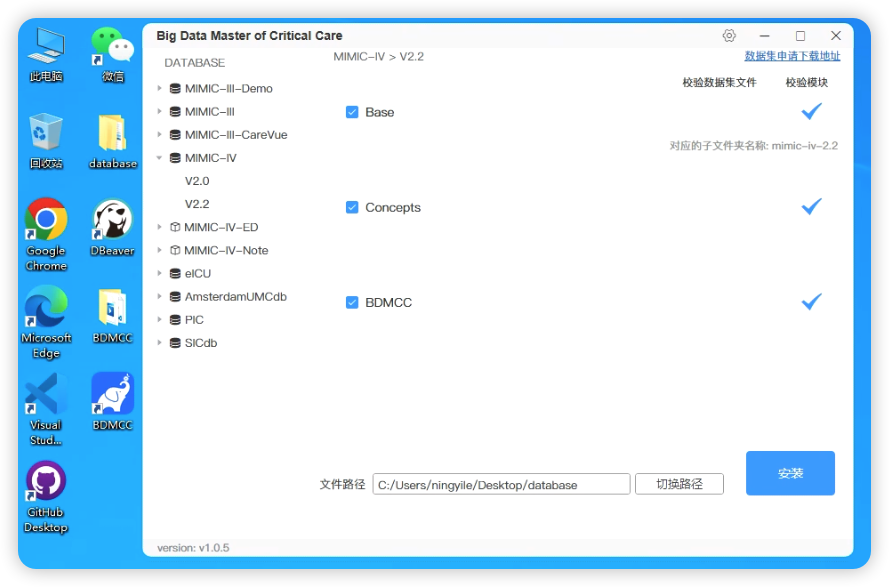 此电脑
微信
回收站
database
Google
Chrome
DBeaver
Microsoft
Edge
BDMCC
Visual
Stud...
BDMCC
GitHub
Desktop
Big Data Master of Critical Care
DATABASE
MIMIC-III-Demo
MIMIC-III
MIMIC-III-CareVue
MIMIC-IV
V2.0
V2.2
MIMIC-IV-ED
MIMIC-IV-Note
eICU
AmsterdamUMCdb
PIC
SICdb
MIMIC-IV > V2.2
数据集申请下载地址
校验数据集文件 校验模块
Base
对应的子文件夹名称: mimic-iv-2.2
Concepts
BDMCC
文件路径 C:/Users/ningyile/Desktop/database 切换路径
安装
version: v1.0.5